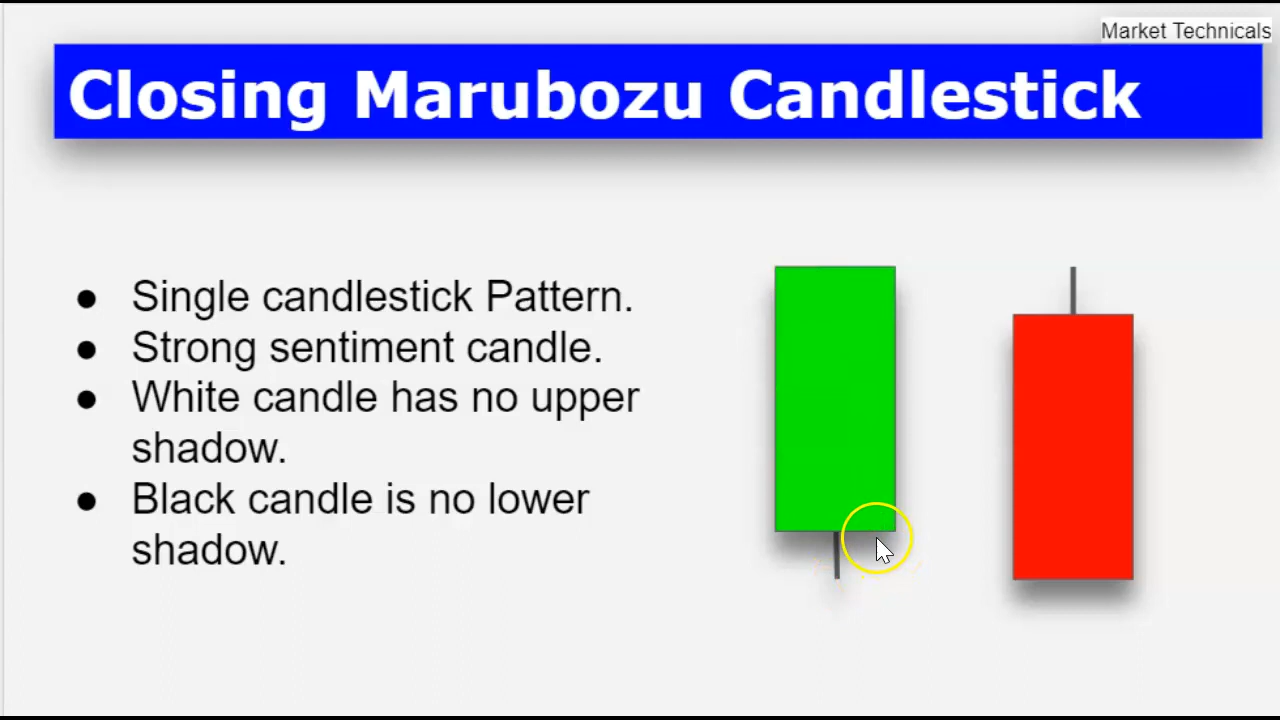 Market Technicals
Closing Marubozu Candlestick
● Single candlestick Pattern.
● Strong sentiment candle.
● White candle has no upper
shadow.
● Black candle is no lower
shadow.